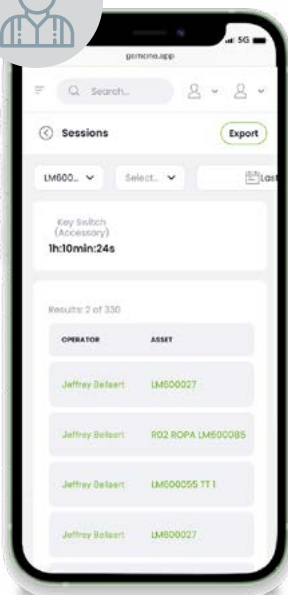 5G
gomono.app
Search...
Sessions
Export
LM600...
Select...
Last
Key Switch
(Accessory)
1h:10min:24s
Results: 2 of 330
OPERATOR ASSET
Jeffrey Bellaert LM600027
Jeffrey Bellaert R02 ROPA LM600085
Jeffrey Bellaert LM600055 TT 1
Jeffrey Bellaert LM600027